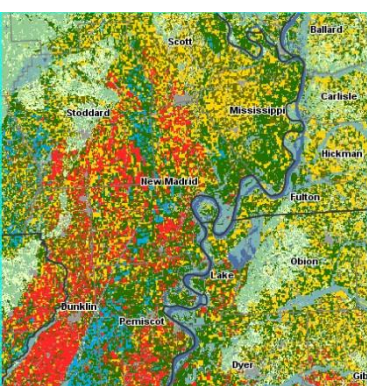 Ballard
Scott
Carlisle
Mississippi
Stoddard
Hickman
New Madrid
Fulton
Obion
Lake
Dunklin
Pemiscot
Dyer
Gib